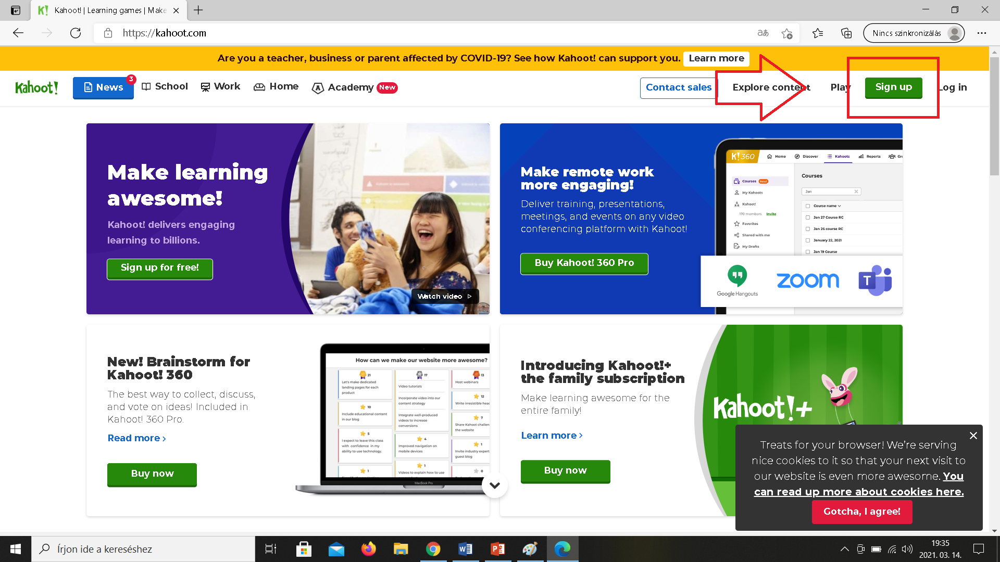 Kahoot! | Learning games | Make
https://kahoot.com
Nincs szinkronizálás
Are you a teacher, business or parent affected by COVID-19? See how Kahoot! can support you. Learn more
Kahoot!
News
3
School
Work
Home
Academy New
Contact sales
Explore content
Play
Sign up
Log in
Make learning
awesome!
Kahoot! delivers engaging
learning to billions.
Sign up for free!
Watch video
Make remote work
more engaging!
Deliver training, presentations,
meetings, and events on any video
conferencing platform with Kahoot!
Buy Kahoot! 360 Pro
K! 360
Home
Discover
Kahoots
Reports
Gr
Courses New!
My Kahoots
Kahoot!
170 members Invite
Favorites
Shared with me
My Drafts
Courses
Jan
Course name
Jan 27 Course RC
Jan 26 course RC
January 22, 2021
Jan 19 Course
Google Hangouts
zoom
T
New! Brainstorm for
Kahoot! 360
The best way to collect, discuss,
and vote on ideas! Included in
Kahoot! 360 Pro.
Read more ›
Buy now
How can we make our website more awesome?
21
Let's make dedicated
landing pages for each
product
10
Include educational content
in our blog
5
I expect to leave this class
with confidence in my
ability to use technology.
1
17
Video tutorials
Incorporate video into our
content strategy
Integrate well-produced
videos to increase
conversions
4
Improved navigation on
mobile devices
1
Videos to explain how to use
13
Host webinars
12
Write irresistible head
7
Share Kahoot challen
the website
1
Invite industry expert
guest blog
0
MacBook Pro
Introducing Kahoot!+
the family subscription
Make learning awesome for the
entire family!
Learn more ›
Buy now
Kahoot!+
Treats for your browser! We're serving
nice cookies to it so that your next visit to
our website is even more awesome. You
can read up more about cookies here.
Gotcha, I agree!
Írjon ide a kereséshez
19:35
2021. 03. 14.